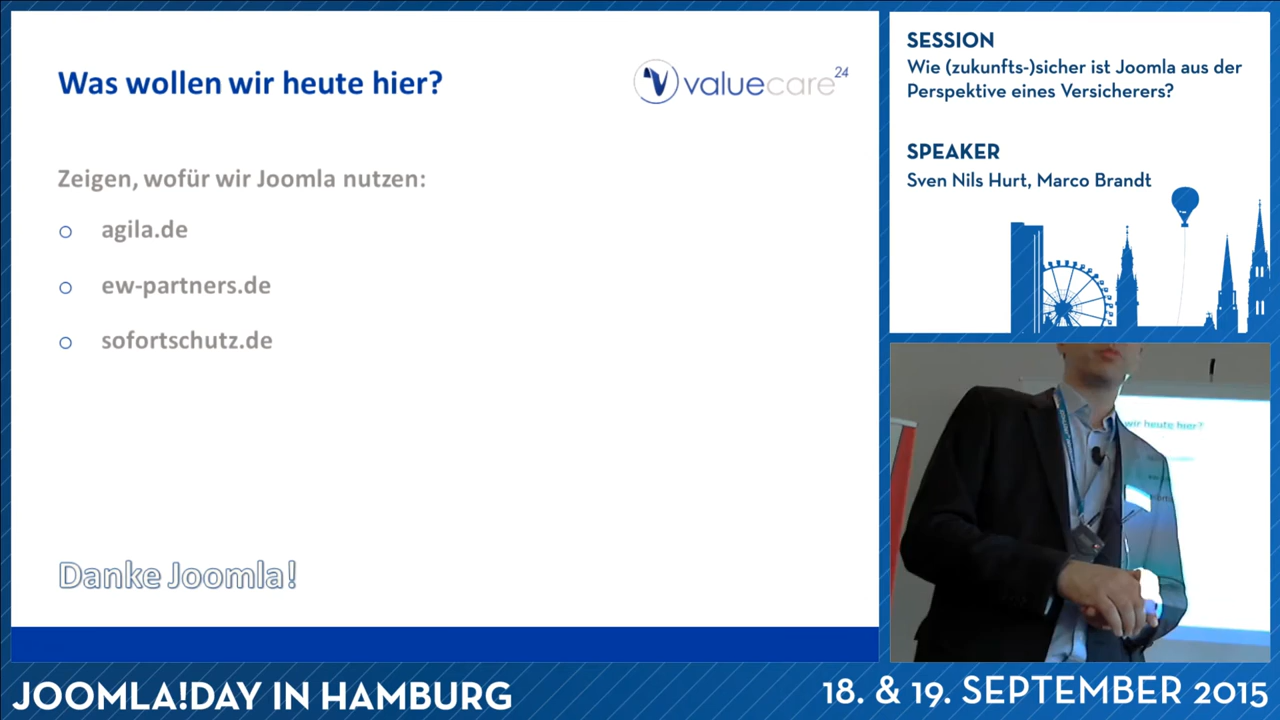 Was wollen wir heute hier?
valuecare24
Zeigen, wofür wir Joomla nutzen:
agila.de
ew-partners.de
sofortschutz.de
Danke Joomla!
SESSION
Wie (zukunfts-)sicher ist Joomla aus der
Perspektive eines Versicherers?
SPEAKER
Sven Nils Hurt, Marco Brandt
wir heute hier?
JOOMLA!DAY IN HAMBURG
18. & 19. SEPTEMBER 2015